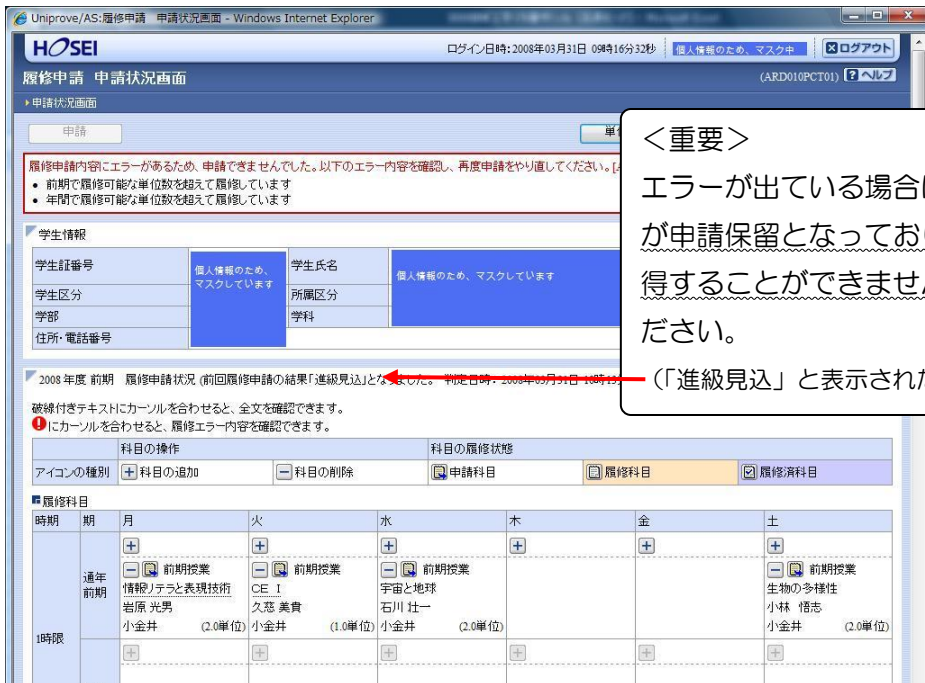 Uniprove/AS:履修申請 申請状況画面 - Windows Internet Explorer
HOSEI
ログイン日時:2008年03月31日 09時16分32秒 個人情報のため、マスク中 ログアウト
履修申請 申請状況画面
(ARD010PCT01) ヘルプ
申請状況画面
申請
単
履修申請内容にエラーがあるため、申請できませんでした。以下のエラー内容を確認し、再度申請をやり直してください。
• 前期で履修可能な単位数を超えて履修しています
• 年間で履修可能な単位数を超えて履修しています
<重要>
エラーが出ている場合
が申請保留となってお
得することができませ
ださい。
(「進級見込」と表示され
学生情報
学生証番号 個人情報のため、マスクしています 学生氏名 個人情報のため、マスクしています
学生区分 所属区分
学部 学科
住所・電話番号
2008年度 前期 履修申請状況 (前回履修申請の結果「進級見込」となりました。 判定日時:2008年03月31日
破線付きテキストにカーソルを合わせると、全文を確認できます。
にカーソルを合わせると、履修エラー内容を確認できます。
科目の操作 科目の履修状態
アイコンの種別 +科目の追加 −科目の削除 申請科目 履修科目 履修済科目
履修科目
時期 期 月 火 水 木 金 土
+ + + + + +
通年
前期
− 前期授業 − 前期授業 − 前期授業 − 前期授業
情報リテラと表現技術 CE I 宇宙と地球 生物の多様性
岩原 光男 久慈 美貴 石川 壮一 小林 悟志
小金井 (2.0単位) 小金井 (1.0単位) 小金井 (2.0単位) 小金井 (2.0単位)
1時限
+ + + + + +